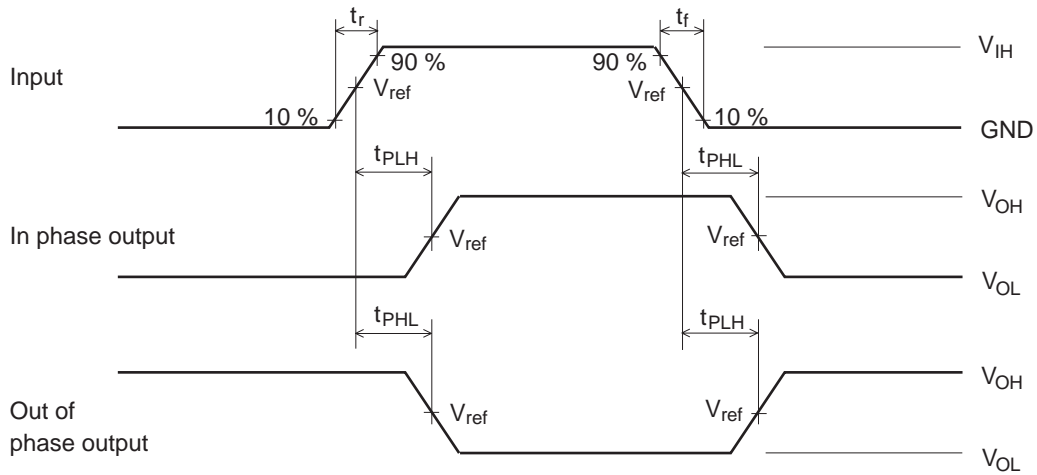 tr
tf
VIH
90 %
90 %
Input
Vref
Vref
10 %
10 %
GND
tPLH
tPHL
VOH
In phase output
Vref
Vref
VOL
tPHL
tPLH
VOH
Out of
phase output
Vref
Vref
VOL